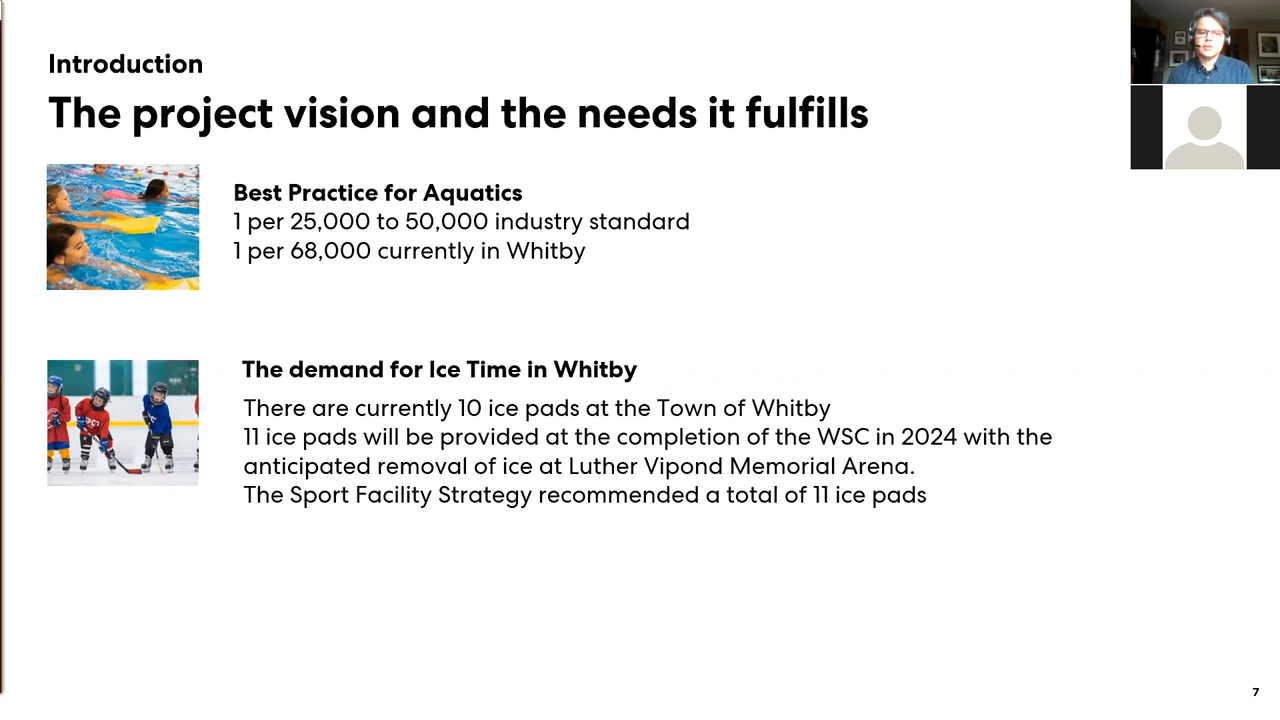 Introduction
The project vision and the needs it fulfills
Best Practice for Aquatics
1 per 25,000 to 50,000 industry standard
1 per 68,000 currently in Whitby
The demand for Ice Time in Whitby
There are currently 10 ice pads at the Town of Whitby
11 ice pads will be provided at the completion of the WSC in 2024 with the
anticipated removal of ice at Luther Vipond Memorial Arena.
The Sport Facility Strategy recommended a total of 11 ice pads
7